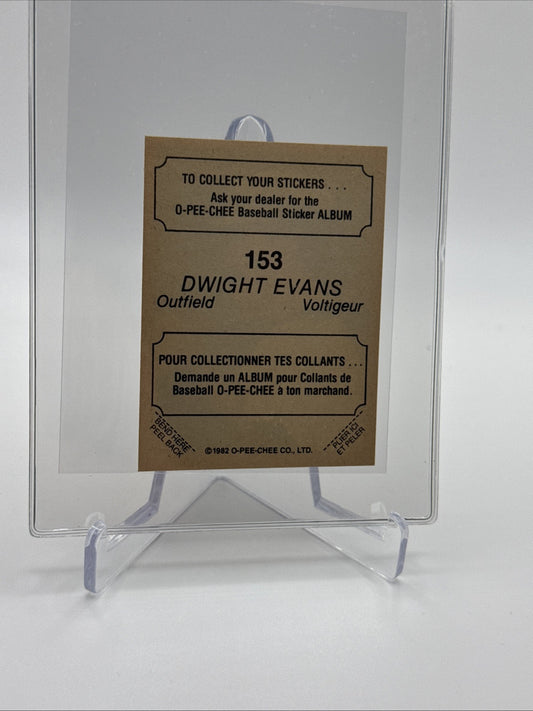 TO COLLECT YOUR STICKERS . . .
Ask your dealer for the
O-PEE-CHEE Baseball Sticker ALBUM
153
DWIGHT EVANS
Outfield Voltigeur
POUR COLLECTIONNER TES COLLANTS . . .
Demande un ALBUM pour Collants de
Baseball O-PEE-CHEE à ton marchand.
BEND HERE
PEEL BACK
PLIER ICI
ET PELER
©1982 O-PEE-CHEE CO., LTD.